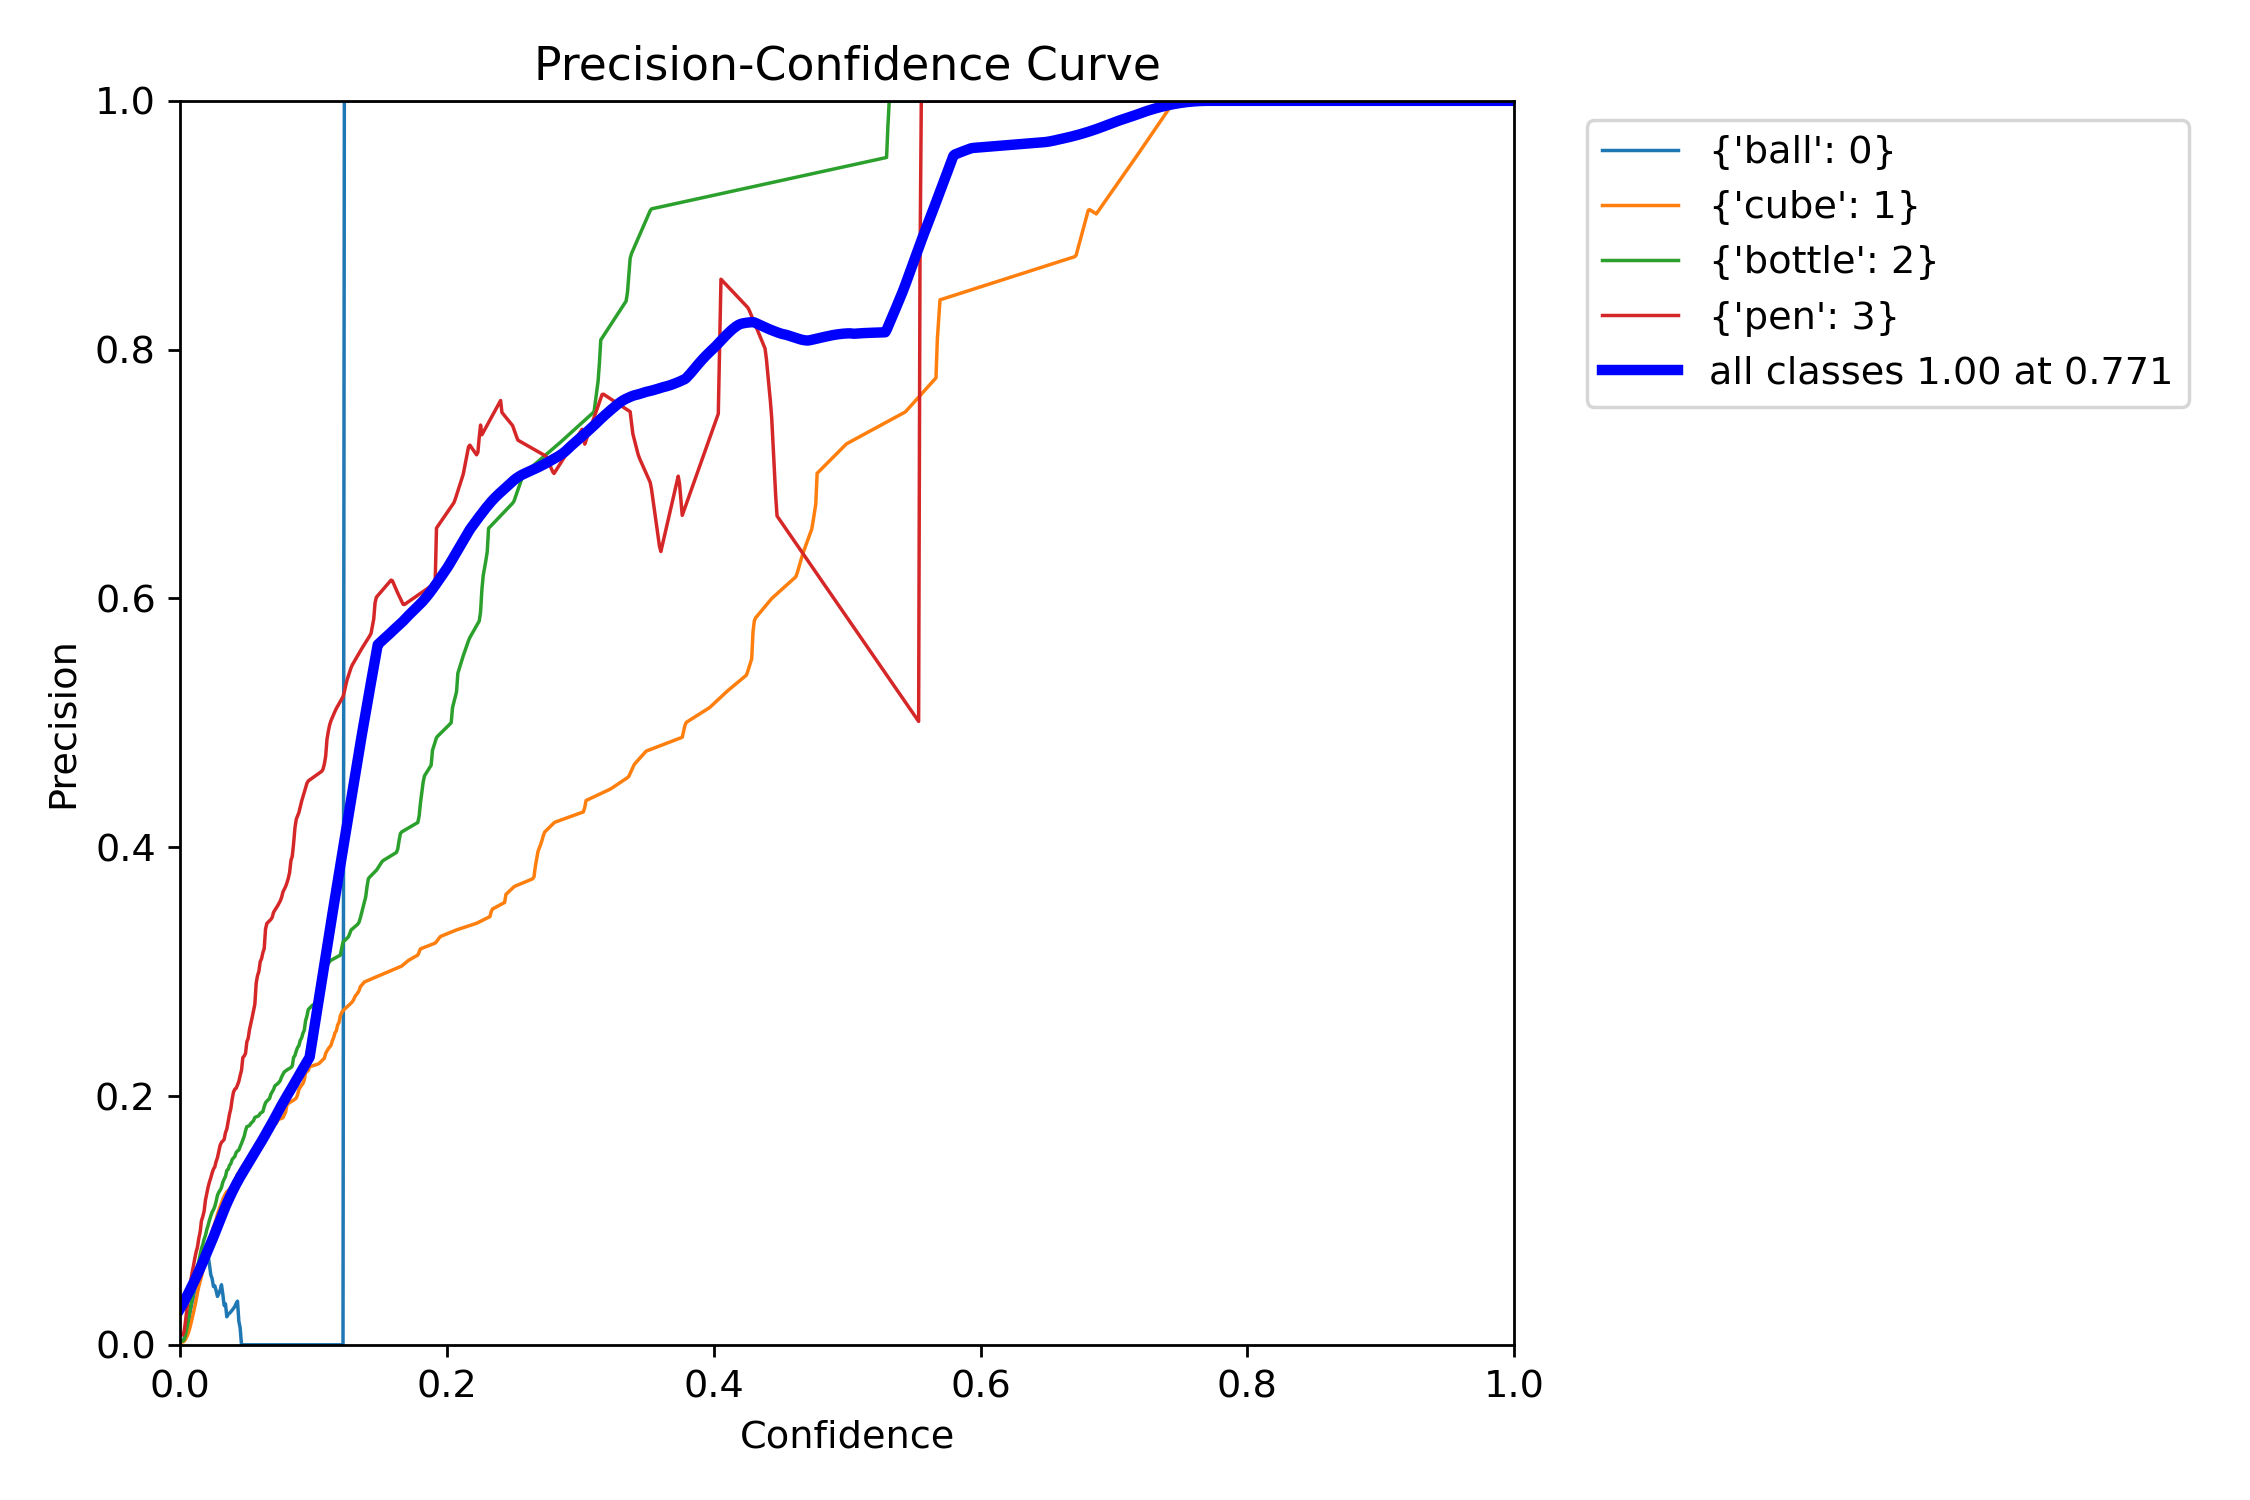 Precision-Confidence Curve
1.0
0.8
0.6
0.4
0.2
0.0
Precision
0.0 0.2 0.4 0.6 0.8 1.0
Confidence
{'ball': 0}
{'cube': 1}
{'bottle': 2}
{'pen': 3}
all classes 1.00 at 0.771